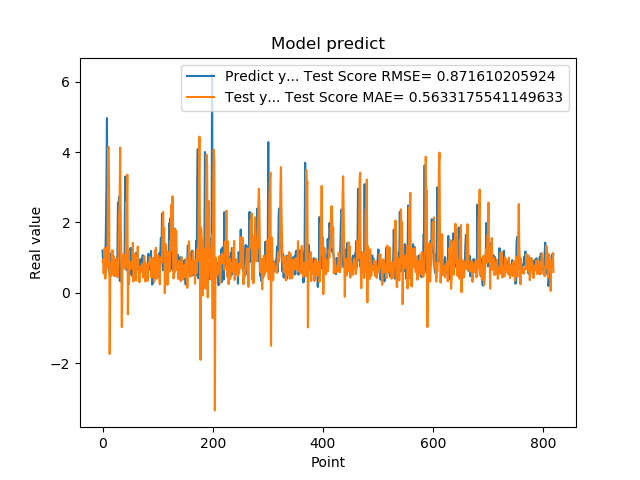 Model predict
Predict y... Test Score RMSE= 0.871610205924
Test y... Test Score MAE= 0.5633175541149633
6
4
2
0
−2
Real value
0 200 400 600 800
Point